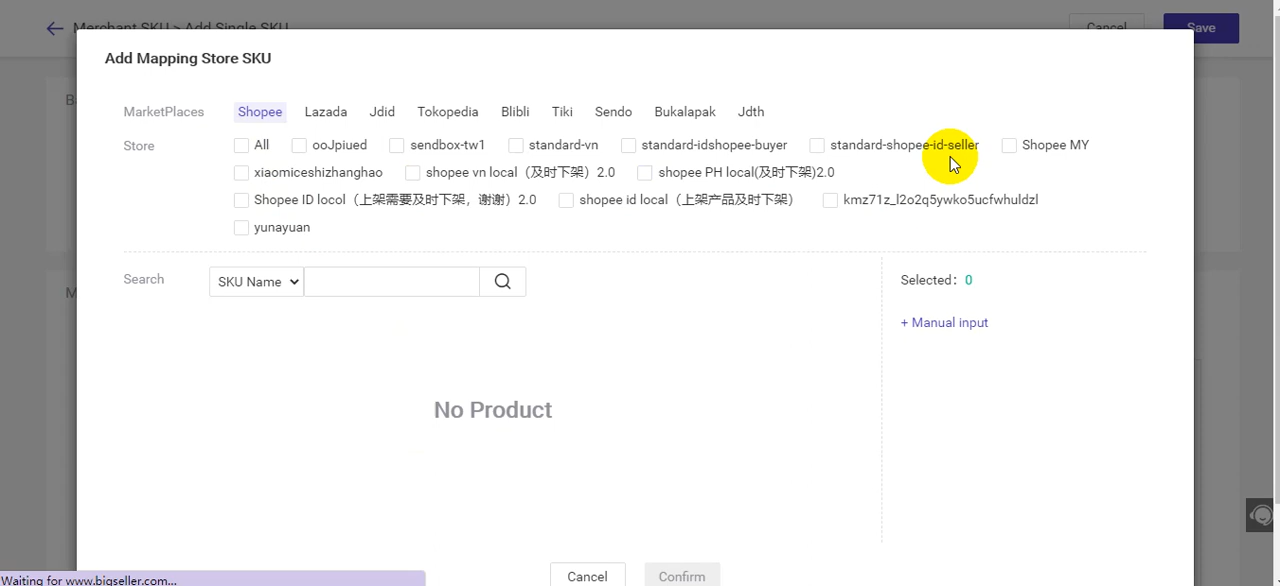 Merchant SKU > Add Single SKU
Cancel
Save
Add Mapping Store SKU
MarketPlaces Shopee Lazada Jdid Tokopedia Blibli Tiki Sendo Bukalapak Jdth
Store All ooJpiued sendbox-tw1 standard-vn standard-idshopee-buyer standard-shopee-id-seller Shopee MY
xiaomiceshizhanghao shopee vn local（及时下架）2.0 shopee PH local(及时下架)2.0
Shopee ID locol（上架需要及时下架，谢谢）2.0 shopee id local（上架产品及时下架） kmz71z_l2o2q5ywko5ucfwhuldzl
yunayuan
Search SKU Name
Selected： 0
+ Manual input
No Product
Cancel Confirm
Waiting for www.bigseller.com...